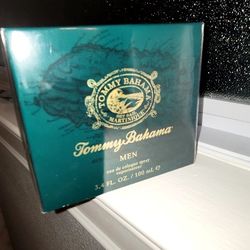 TOMMY BAHAMA
SET SAIL
MARTINIQUE
Tommy Bahama
MEN
eau de cologne spray
vaporisateur
3.4 FL. OZ / 100 mL e